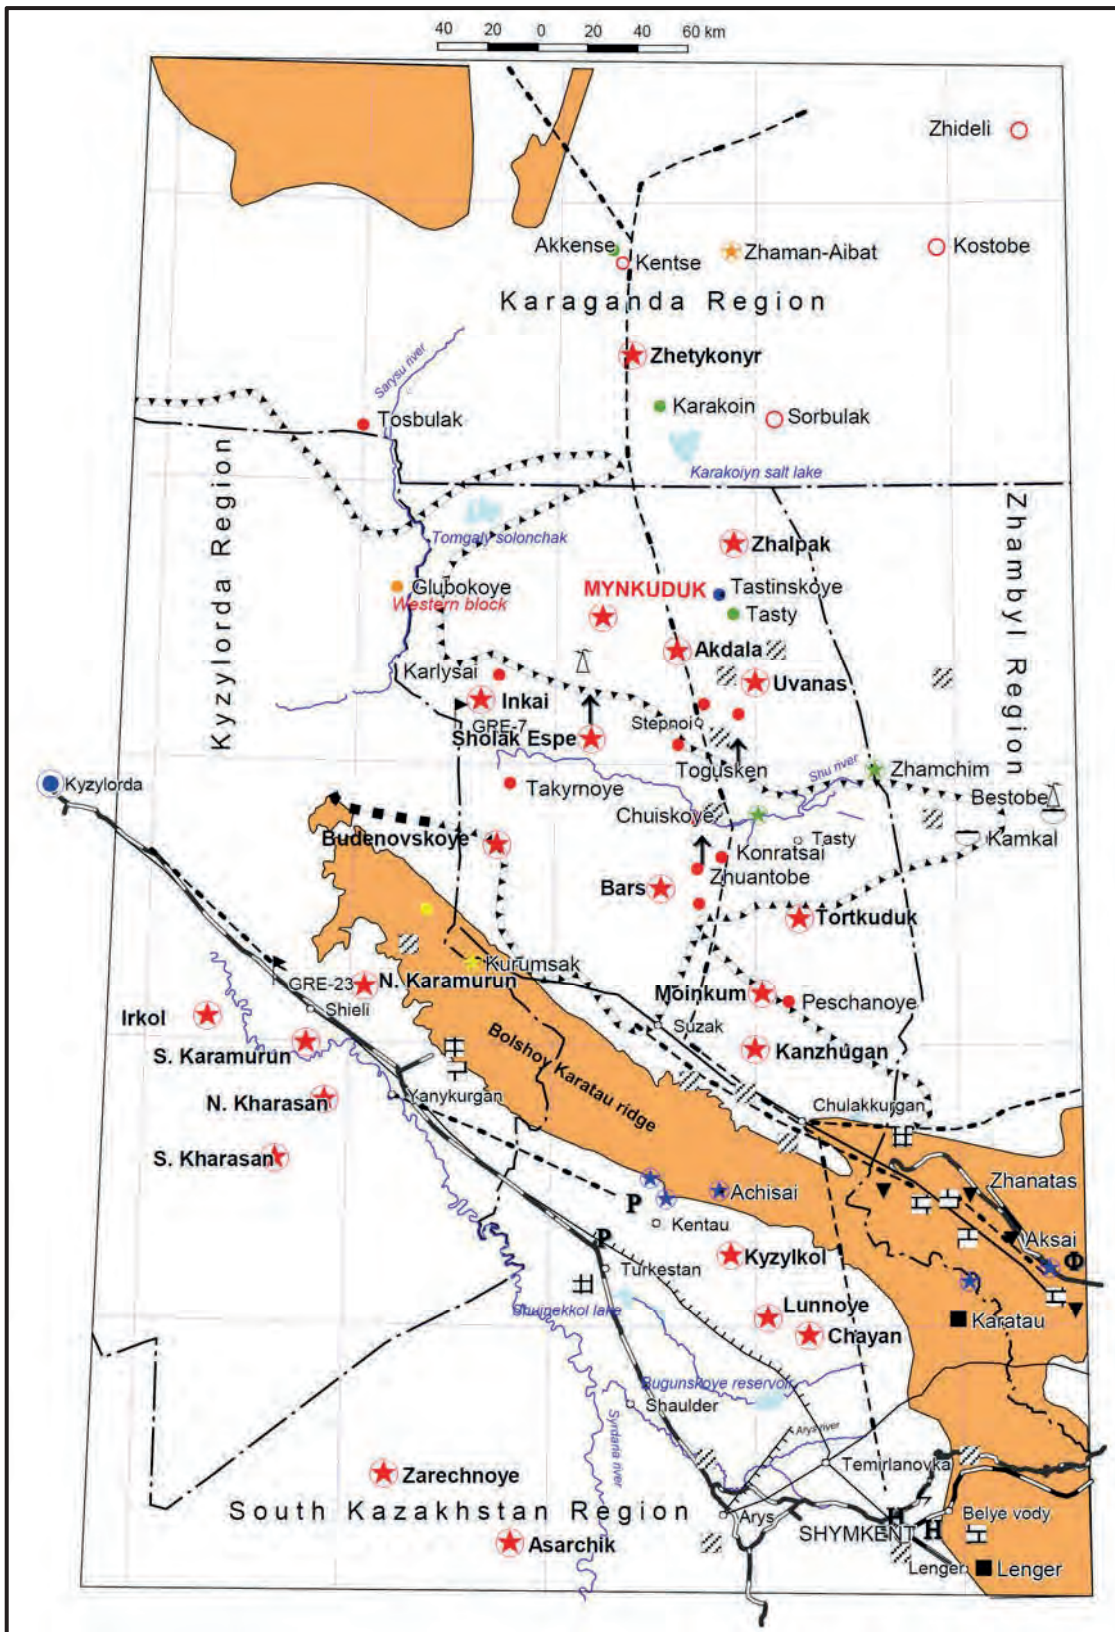 40 20 0 20 40 60 km
Zhideli
Akkense
Kentse
Zhaman-Aibat
Kostobe
Karaganda Region
Zhetykonyr
Sarysu river
Karakoin
Sorbulak
Tosbulak
Karakoiyn salt lake
Kyzylorda Region
Zhambyl Region
Tomgaly solonchak
Zhalpak
Glubokoye
MYNKUDUK
Tastinskoye
Western block
Tasty
Akdala
Karlysai
Uvanas
Inkai
GRE-7
Stepnoi
Sholak Espe
Togusken
Shu river
Zhamchim
Kyzylorda
Takyrnoye
Bestobe
Chuiskoye
Tasty
Kamkal
Budenovskoye
Konratsai
Zhuantobe
Bars
Tortkuduk
Kurumsak
N. Karamurun
GRE-23
Moinkum
Peschanoye
Shieli
Irkol
Suzak
S. Karamurun
Bolshoy Karatau ridge
Kanzhugan
N. Kharasan
Yanykurgan
Chulakkurgan
S. Kharasan
Zhanatas
P
Achisai
Kentau
P
Aksai
Kyzylkol
Ф
Turkestan
Shuinekkol lake
Lunnoye
Karatau
Chayan
Bugunskoye reservoir
Shaulder
Syrdaria river
Arys river
Zarechnoye
Temirlanovka
South Kazakhstan Region
Arys
H
Belye vody
SHYMKENT
H
Asarchik
Lenger
Lenger